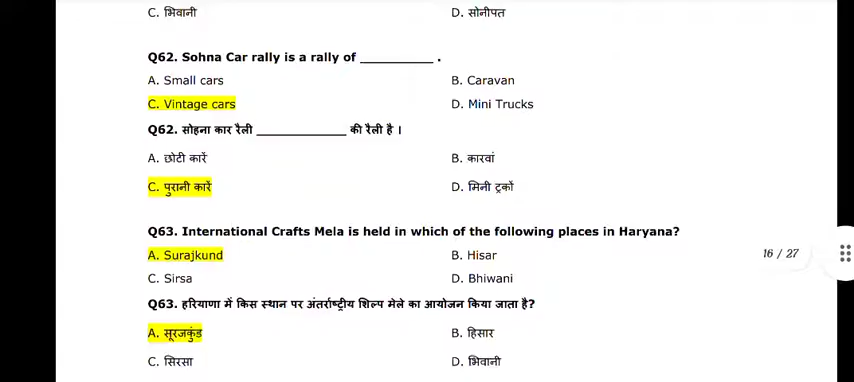 C. भिवानी D. सोनीपत
Q62. Sohna Car rally is a rally of __________ .
A. Small cars B. Caravan
C. Vintage cars D. Mini Trucks
Q62. सोहना कार रैली ____________ की रैली है ।
A. छोटी कारें B. कारवां
C. पुरानी कारें D. मिनी ट्रकों
Q63. International Crafts Mela is held in which of the following places in Haryana?
A. Surajkund B. Hisar
16 / 27
C. Sirsa D. Bhiwani
Q63. हरियाणा में किस स्थान पर अंतर्राष्ट्रीय शिल्प मेले का आयोजन किया जाता है?
A. सूरजकुंड B. हिसार
C. सिरसा D. भिवानी